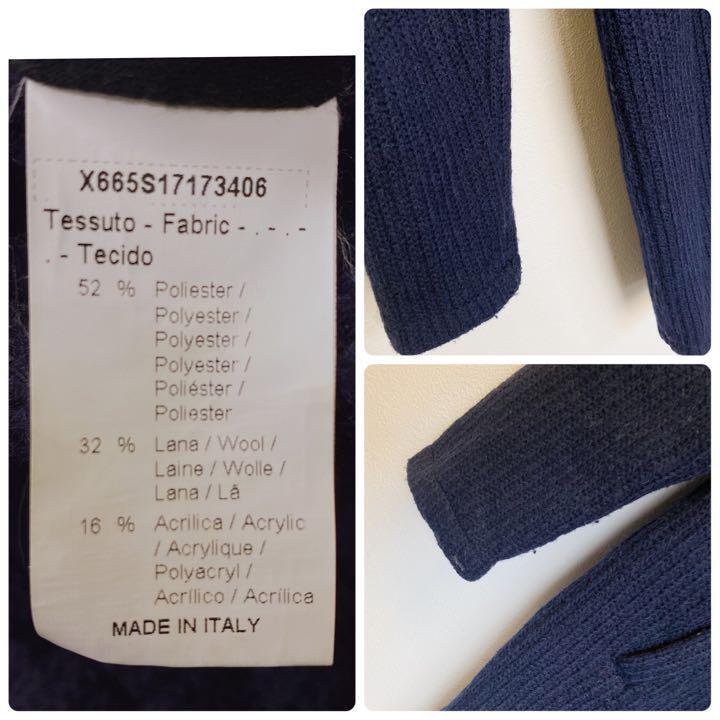 X665S17173406
Tessuto - Fabric - . - . -
. - Tecido
52 % Poliester /
Polyester /
Polyester /
Polyester /
Poliéster /
Poliester
32 % Lana / Wool /
Laine / Wolle /
Lana / Lã
16 % Acrilica / Acrylic
/ Acrylique /
Polyacryl /
Acrílico / Acrílica
MADE IN ITALY